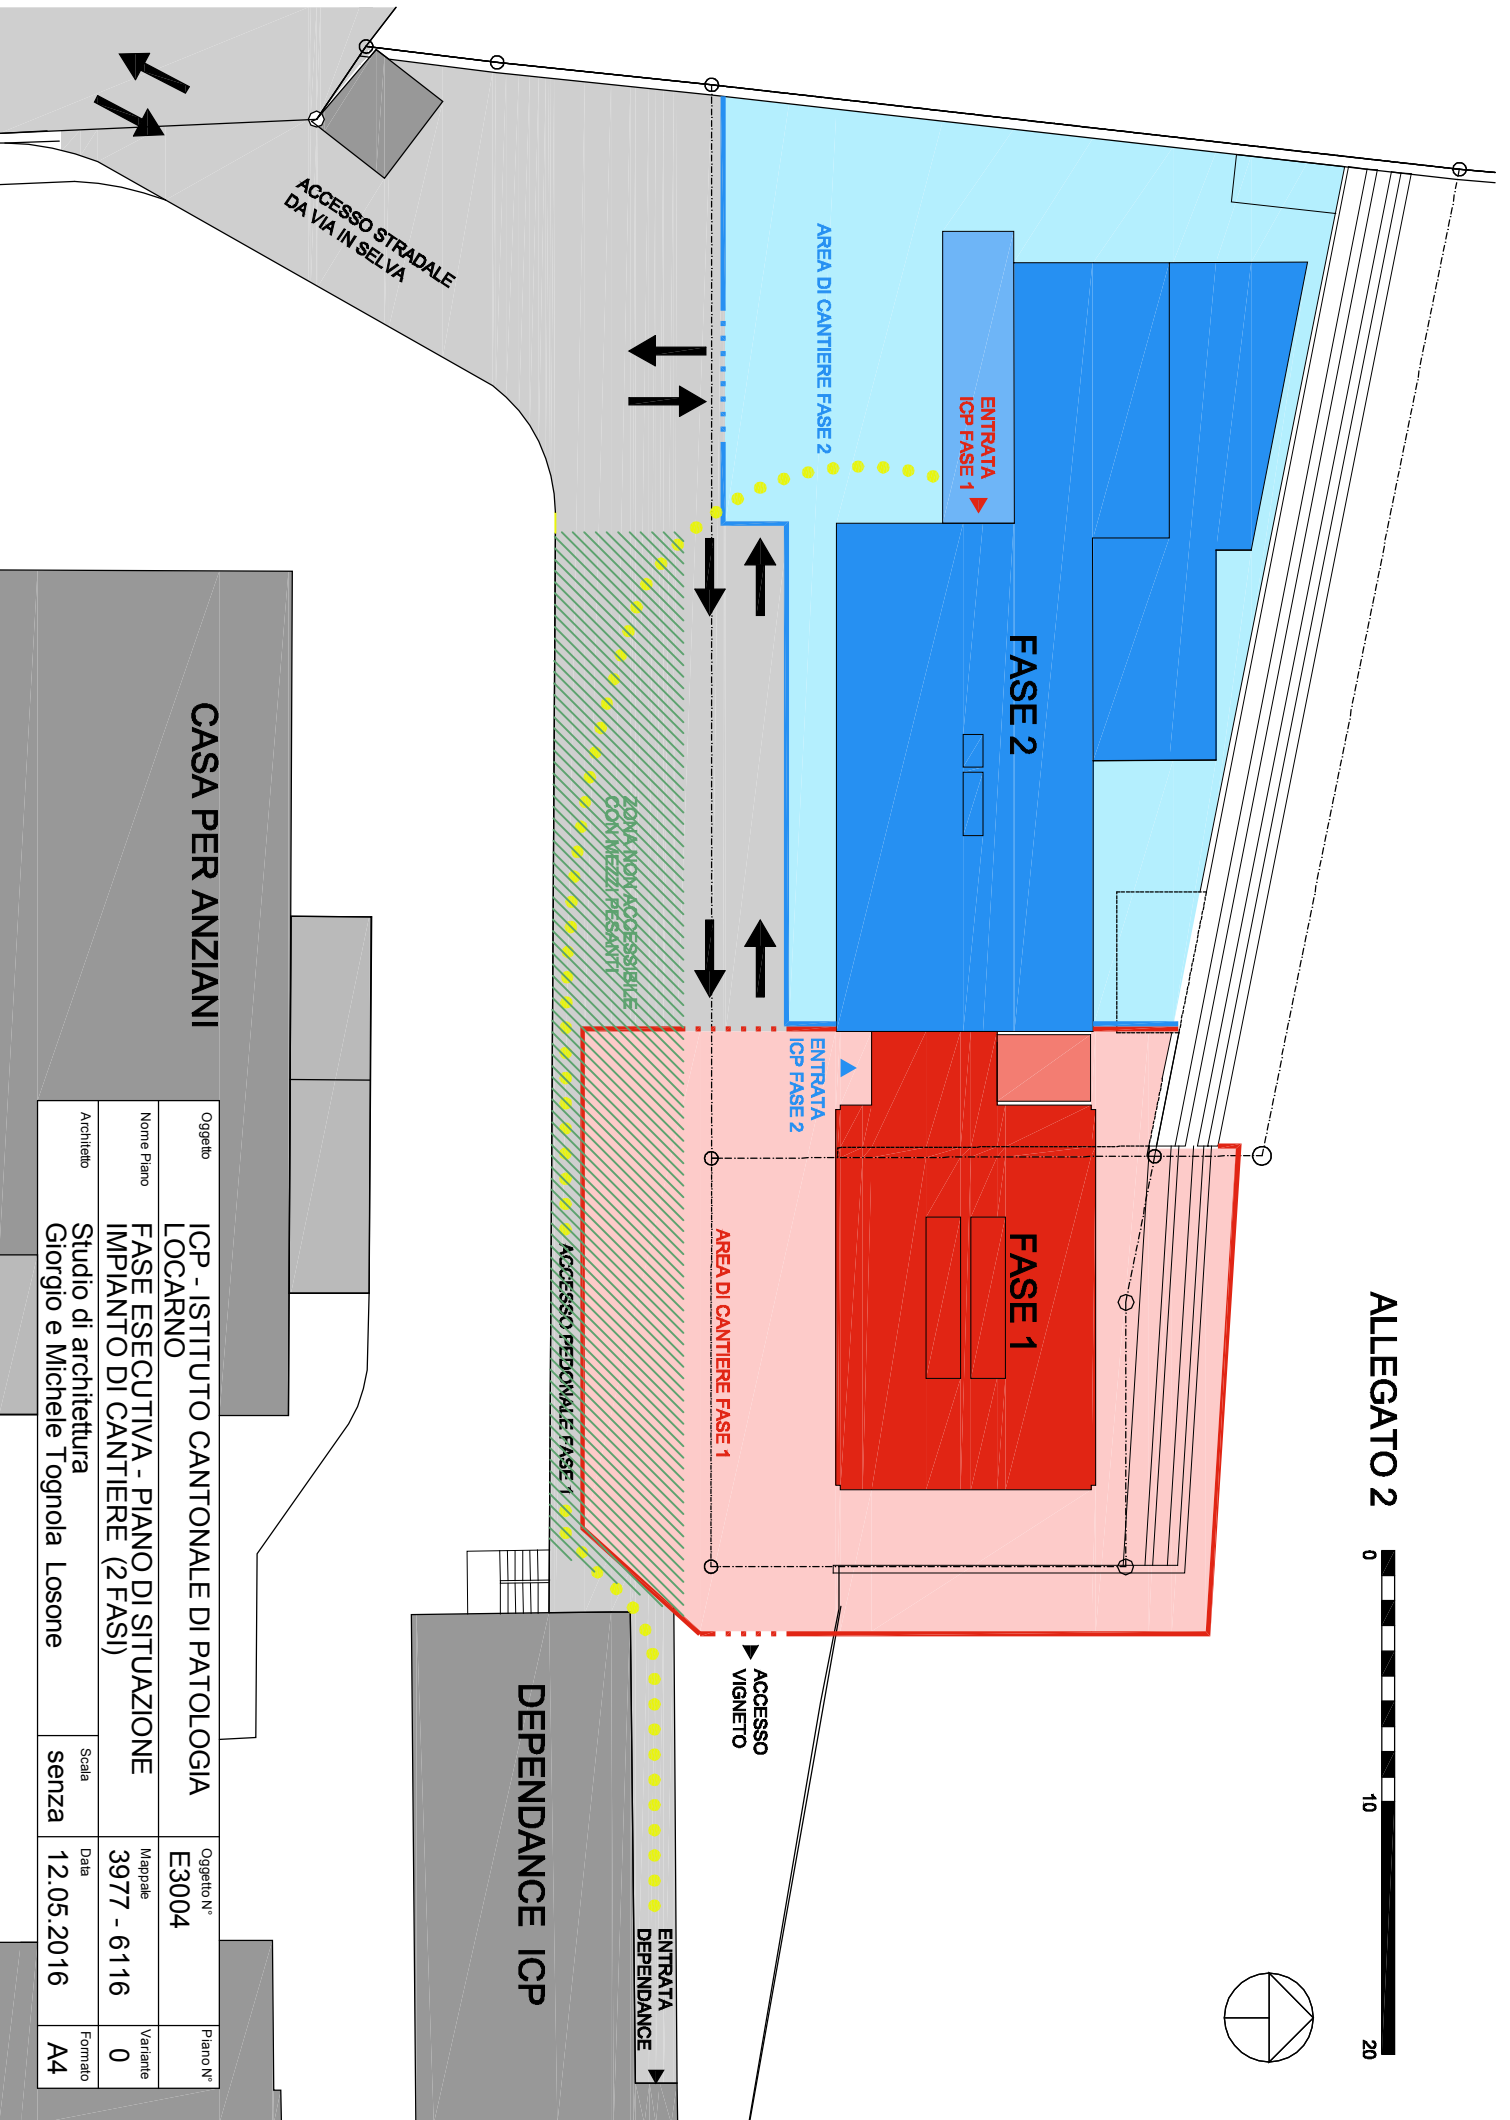 ALLEGATO 2
0
10
20
ACCESSO STRADALE
DA VIA IN SELVA
AREA DI CANTIERE FASE 2
ENTRATA
ICP FASE 1
FASE 2
FASE 1
ENTRATA
ICP FASE 2
AREA DI CANTIERE FASE 1
ZONA NON ACCESSIBILE
CON MEZZI PESANTI
ACCESSO PEDONALE FASE 1
ACCESSO
VIGNETO
ENTRATA
DEPENDANCE
DEPENDANCE ICP
CASA PER ANZIANI
Oggetto
ICP - ISTITUTO CANTONALE DI PATOLOGIA
LOCARNO
Oggetto N°
E3004
Piano N°
Nome Piano
FASE ESECUTIVA - PIANO DI SITUAZIONE
IMPIANTO DI CANTIERE (2 FASI)
Mappale
3977 - 6116
Variante
0
Architetto
Studio di architettura
Giorgio e Michele Tognola Losone
Scala
senza
Data
12.05.2016
Formato
A4